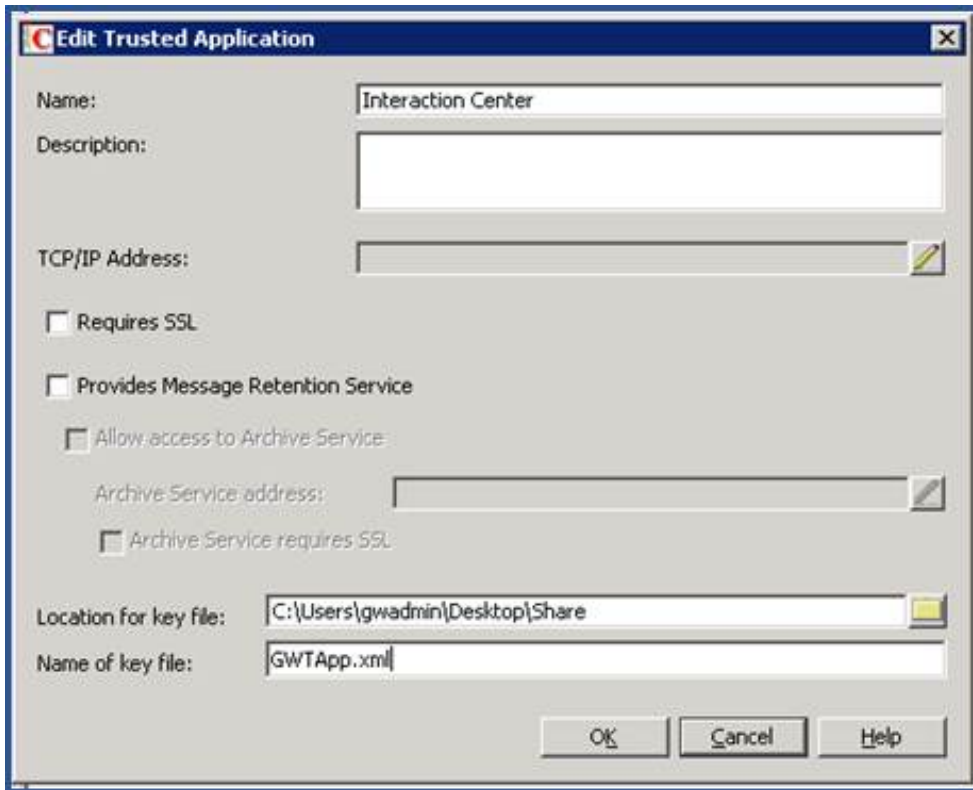 Edit Trusted Application
Name: Interaction Center
Description:
TCP/IP Address:
Requires SSL
Provides Message Retention Service
Allow access to Archive Service
Archive Service address:
Archive Service requires SSL
Location for key file: C:\Users\gwadmin\Desktop\Share
Name of key file: GWTApp.xml
OK Cancel Help